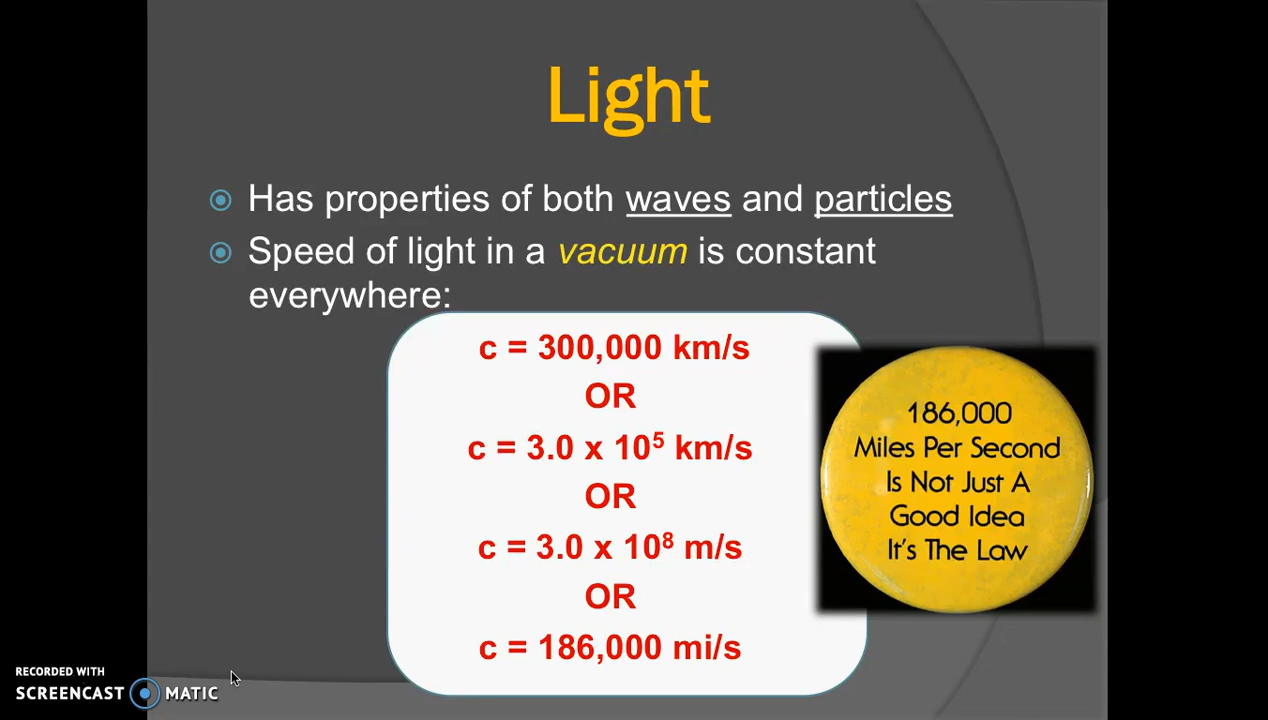 Light
Has properties of both waves and particles
Speed of light in a vacuum is constant
everywhere:
c = 300,000 km/s
OR
c = 3.0 x 10⁵ km/s
OR
c = 3.0 x 10⁸ m/s
OR
c = 186,000 mi/s
186,000
Miles Per Second
Is Not Just A
Good Idea
It's The Law
RECORDED WITH
SCREENCAST MATIC